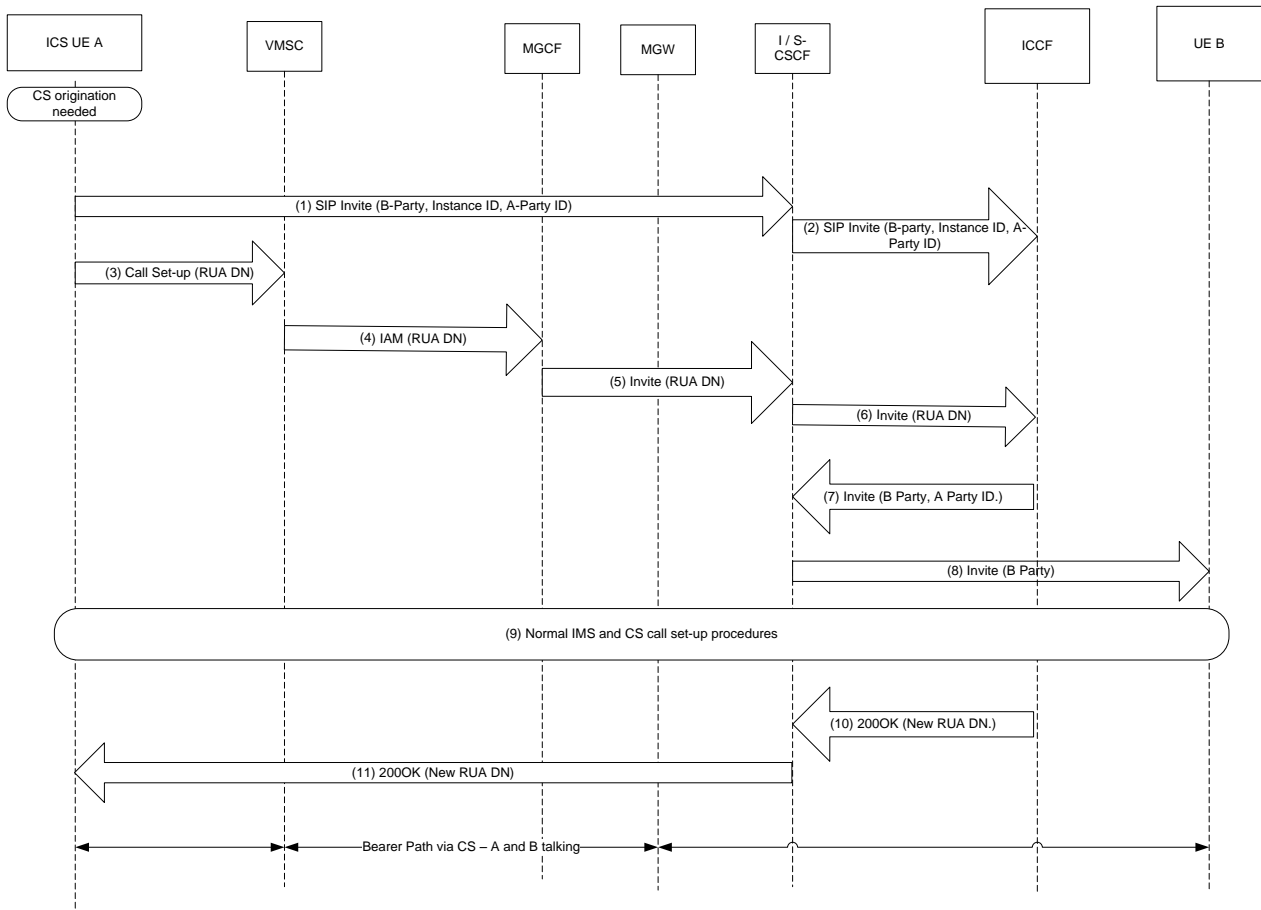 ICS UE A
VMSC
MGCF
MGW
I / S-
CSCF
ICCF
UE B
CS origination
needed
(1) SIP Invite (B-Party, Instance ID, A-Party ID)
(2) SIP Invite (B-party, Instance ID, A-
Party ID)
(3) Call Set-up (RUA DN)
(4) IAM (RUA DN)
(5) Invite (RUA DN)
(6) Invite (RUA DN)
(7) Invite (B Party, A Party ID.)
(8) Invite (B Party)
(9) Normal IMS and CS call set-up procedures
(10) 200OK (New RUA DN.)
(11) 200OK (New RUA DN)
Bearer Path via CS – A and B talking